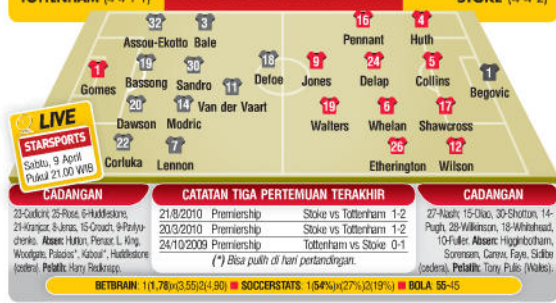 TOTTENHAM (4-4-1-1)
STOKE (4-4-2)
32 3 16 4
Assou-Ekotto Bale Pennant Huth
1 19 30 18 9 24 5 1
Gomes Bassong Sandro Defoe Jones Delap Collins Begovic
20 14 11 19 6 17
Dawson Modric Van der Vaart Walters Whelan Shawcross
22 7 26 12
Corluka Lennon Etherington Wilson
LIVE
STARSPORTS
Sabtu, 9 April
Pukul 21.00 WIB
CADANGAN
23-Cudicini; 25-Rose, 6-Huddlestone,
21-Kranjcar, 8-Jenas, 15-Crouch, 9-Pavlyu-
chenko. Absen: Hutton, Pienaar, L. King,
Woodgate, Palacios*, Kaboul*, Huddlestone
(cedera). Pelatih: Harry Redknapp.
CATATAN TIGA PERTEMUAN TERAKHIR
21/8/2010 Premiership Stoke vs Tottenham 1-2
20/3/2010 Premiership Stoke vs Tottenham 1-2
24/10/2009 Premiership Tottenham vs Stoke 0-1
(*) Bisa pulih di hari pertandingan.
CADANGAN
27-Nash; 15-Diao, 30-Shotton, 14-
Pugh, 28-Wilkinson, 18-Whitehead,
10-Fuller. Absen: Higginbotham,
Sorensen, Carew, Faye, Sidibe
(cedera). Pelatih: Tony Pulis (Wales).
BETBRAIN: 1(1,78)x(3,55)2(4,90) ■ SOCCERSTATS: 1(54%)x(27%)2(19%) ■ BOLA: 55-45